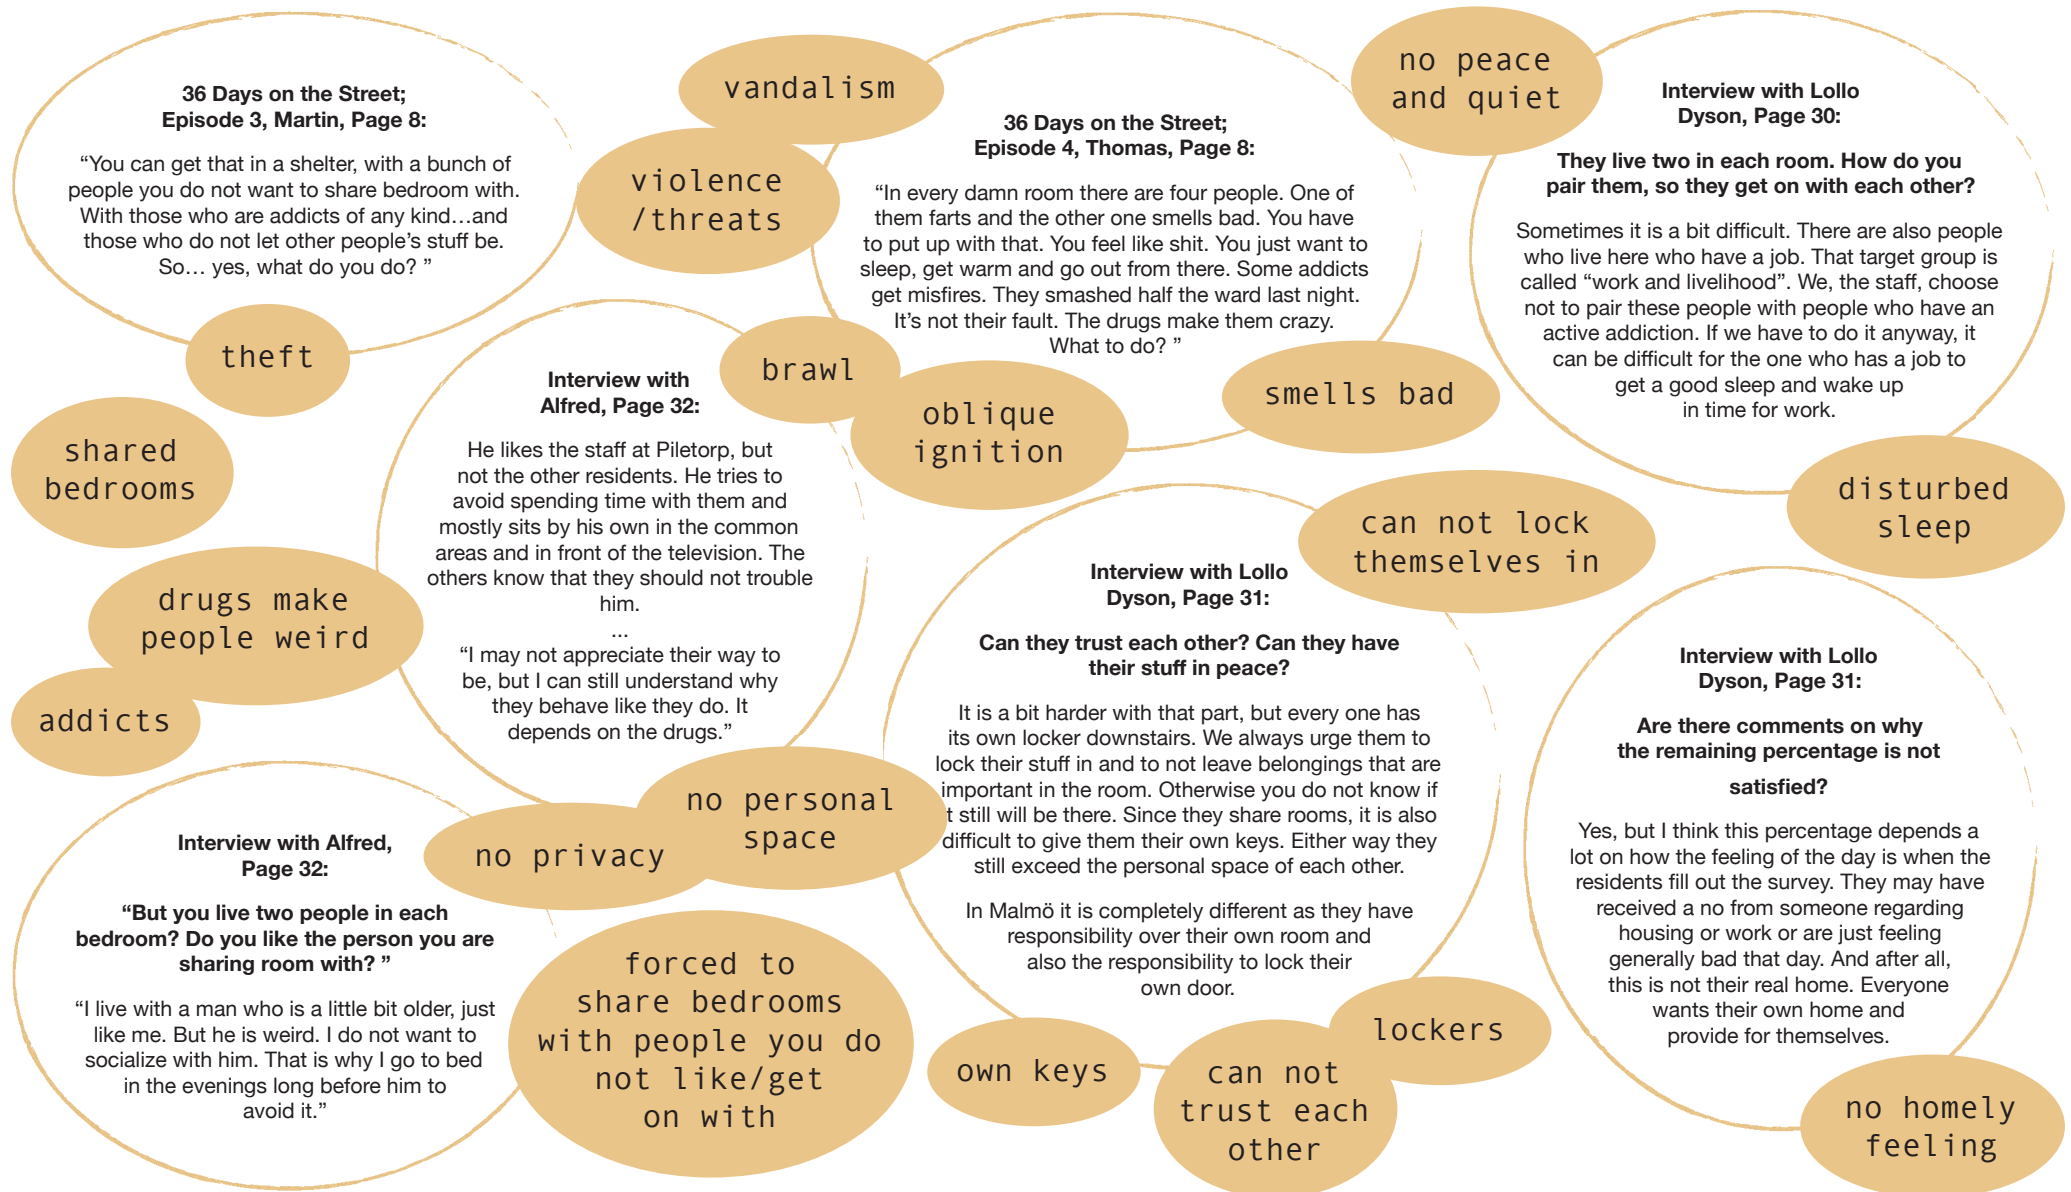 36 Days on the Street;
Episode 3, Martin, Page 8:
“You can get that in a shelter, with a bunch of
people you do not want to share bedroom with.
With those who are addicts of any kind…and
those who do not let other people’s stuff be.
So… yes, what do you do? ”
theft
shared
bedrooms
vandalism
violence
/threats
36 Days on the Street;
Episode 4, Thomas, Page 8:
“In every damn room there are four people. One of
them farts and the other one smells bad. You have
to put up with that. You feel like shit. You just want to
sleep, get warm and go out from there. Some addicts
get misfires. They smashed half the ward last night.
It’s not their fault. The drugs make them crazy.
What to do? ”
brawl
oblique
ignition
smells bad
no peace
and quiet
Interview with Lollo
Dyson, Page 30:
They live two in each room. How do you
pair them, so they get on with each other?
Sometimes it is a bit difficult. There are also people
who live here who have a job. That target group is
called “work and livelihood”. We, the staff, choose
not to pair these people with people who have an
active addiction. If we have to do it anyway, it
can be difficult for the one who has a job to
get a good sleep and wake up
in time for work.
disturbed
sleep
Interview with
Alfred, Page 32:
He likes the staff at Piletorp, but
not the other residents. He tries to
avoid spending time with them and
mostly sits by his own in the common
areas and in front of the television. The
others know that they should not trouble
him.
...
“I may not appreciate their way to
be, but I can still understand why
they behave like they do. It
depends on the drugs.”
drugs make
people weird
addicts
no privacy
no personal
space
Interview with Alfred,
Page 32:
“But you live two people in each
bedroom? Do you like the person you are
sharing room with? ”
“I live with a man who is a little bit older, just
like me. But he is weird. I do not want to
socialize with him. That is why I go to bed
in the evenings long before him to
avoid it.”
forced to
share bedrooms
with people you do
not like/get
on with
can not lock
themselves in
Interview with Lollo
Dyson, Page 31:
Can they trust each other? Can they have
their stuff in peace?
It is a bit harder with that part, but every one has
its own locker downstairs. We always urge them to
lock their stuff in and to not leave belongings that are
important in the room. Otherwise you do not know if
t still will be there. Since they share rooms, it is also
difficult to give them their own keys. Either way they
still exceed the personal space of each other.
In Malmö it is completely different as they have
responsibility over their own room and
also the responsibility to lock their
own door.
own keys
can not
trust each
other
lockers
Interview with Lollo
Dyson, Page 31:
Are there comments on why
the remaining percentage is not
satisfied?
Yes, but I think this percentage depends a
lot on how the feeling of the day is when the
residents fill out the survey. They may have
received a no from someone regarding
housing or work or are just feeling
generally bad that day. And after all,
this is not their real home. Everyone
wants their own home and
provide for themselves.
no homely
feeling